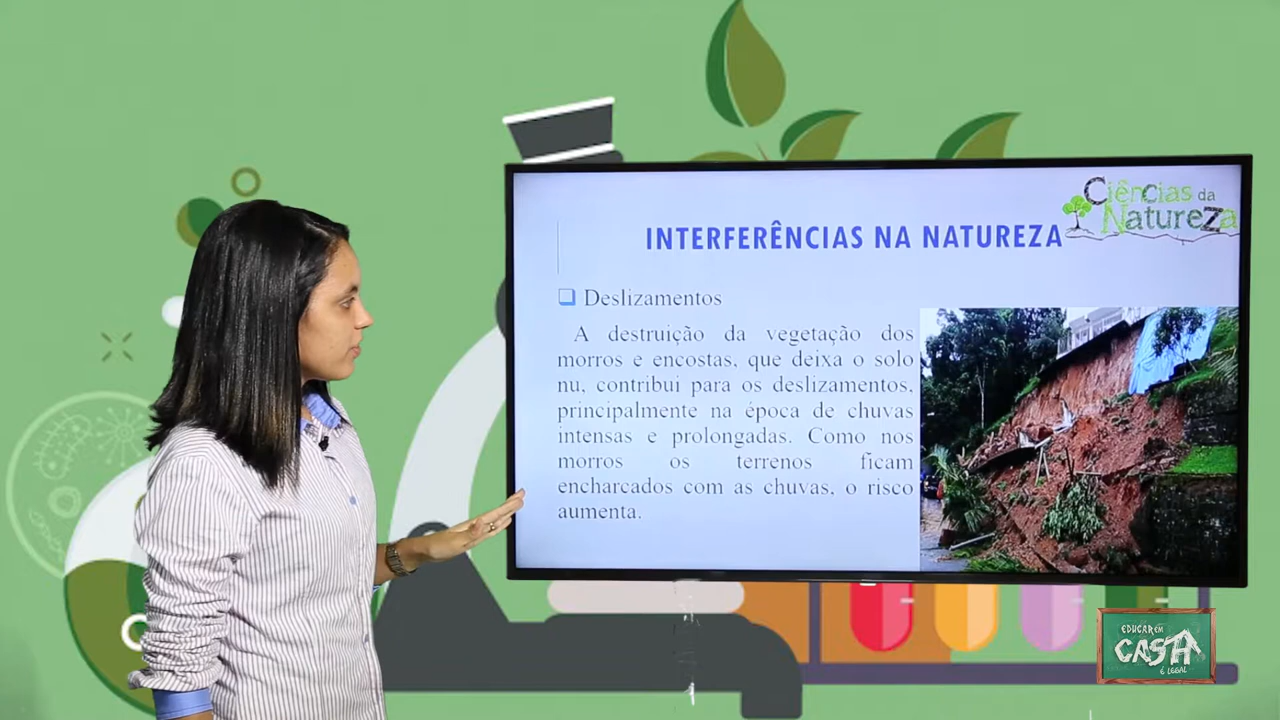 Ciências da
Natureza
INTERFERÊNCIAS NA NATUREZA
Deslizamentos
A destruição da vegetação dos
morros e encostas, que deixa o solo
nu, contribui para os deslizamentos,
principalmente na época de chuvas
intensas e prolongadas. Como nos
morros os terrenos ficam
encharcados com as chuvas, o risco
aumenta.
EDUCAR EM
CASA
É LEGAL